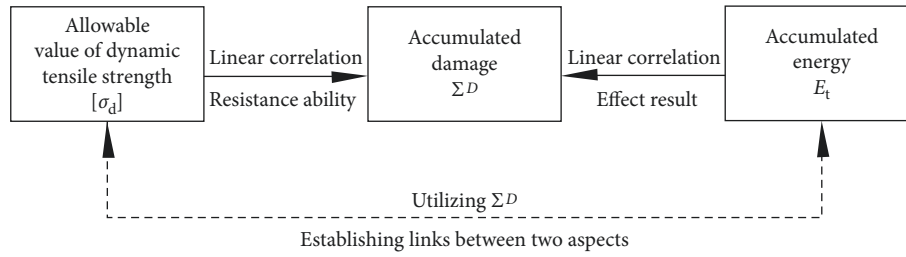 Allowable
value of dynamic
tensile strength
[σd]
Linear correlation
Resistance ability
Accumulated
damage
ΣD
Linear correlation
Effect result
Accumulated
energy
Et
Utilizing ΣD
Establishing links between two aspects